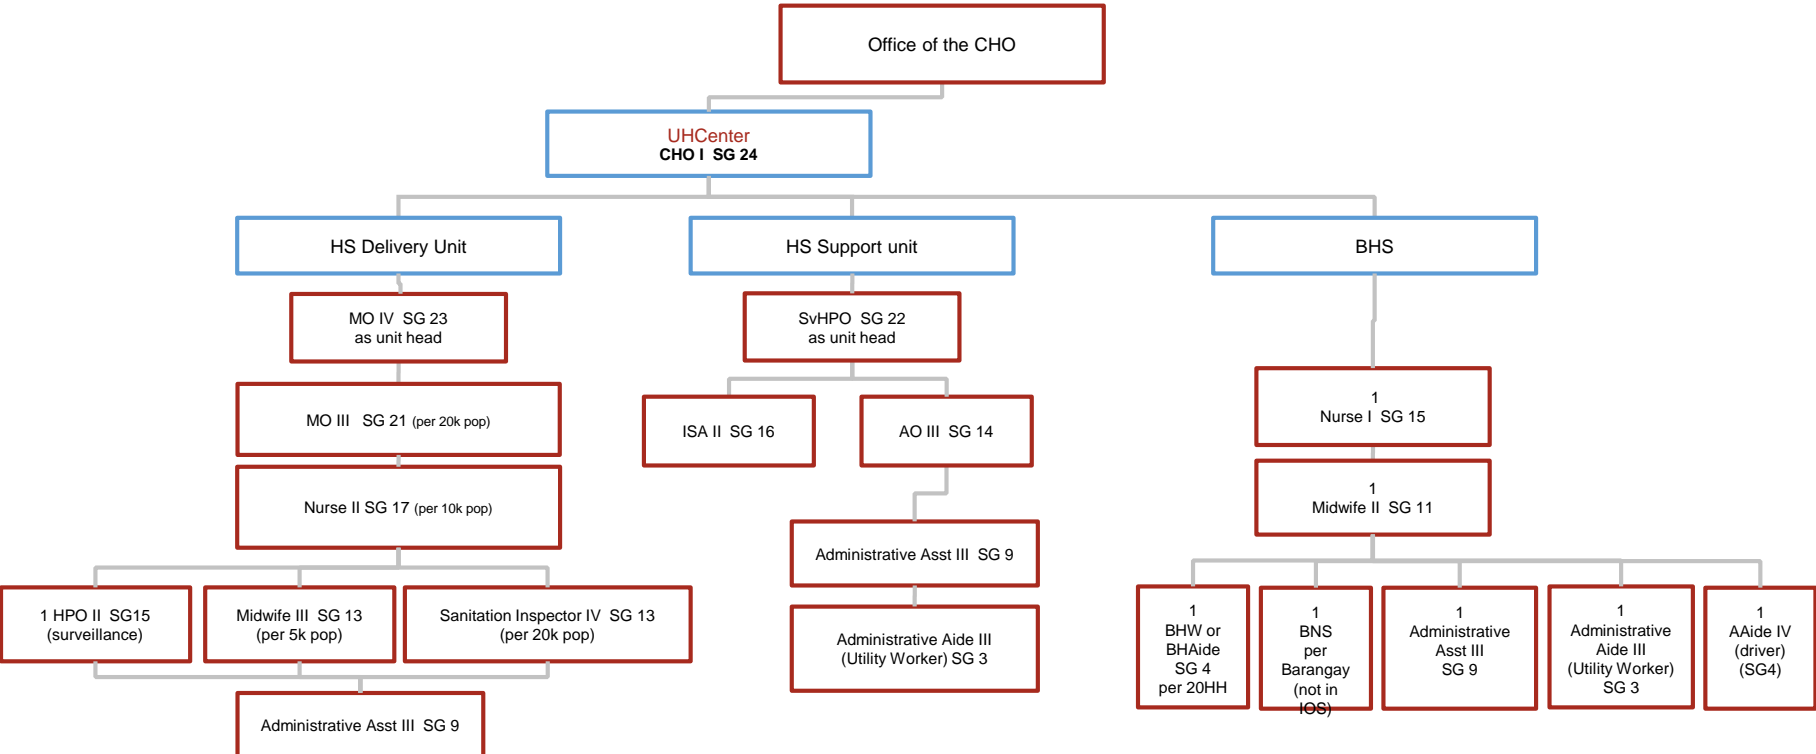 Office of the CHO
UHCenter
CHO I  SG 24
HS Delivery Unit
HS Support unit
BHS
MO IV  SG 23
as unit head
SvHPO  SG 22
as unit head
MO III   SG 21 (per 20k pop)
ISA II  SG 16
AO III  SG 14
1
Nurse I  SG 15
Nurse II SG 17 (per 10k pop)
1
Midwife II  SG 11
Administrative Asst III  SG 9
1 HPO II  SG15
(surveillance)
Midwife III  SG 13
(per 5k pop)
Sanitation Inspector IV  SG 13
(per 20k pop)
Administrative Aide III
(Utility Worker) SG 3
1
BHW or
BHAide
SG 4
per 20HH
1
BNS
per
Barangay
(not in
IOS)
1
Administrative
Asst III
SG 9
1
Administrative
Aide III
(Utility Worker)
SG 3
1
AAide IV
(driver)
(SG4)
Administrative Asst III  SG 9